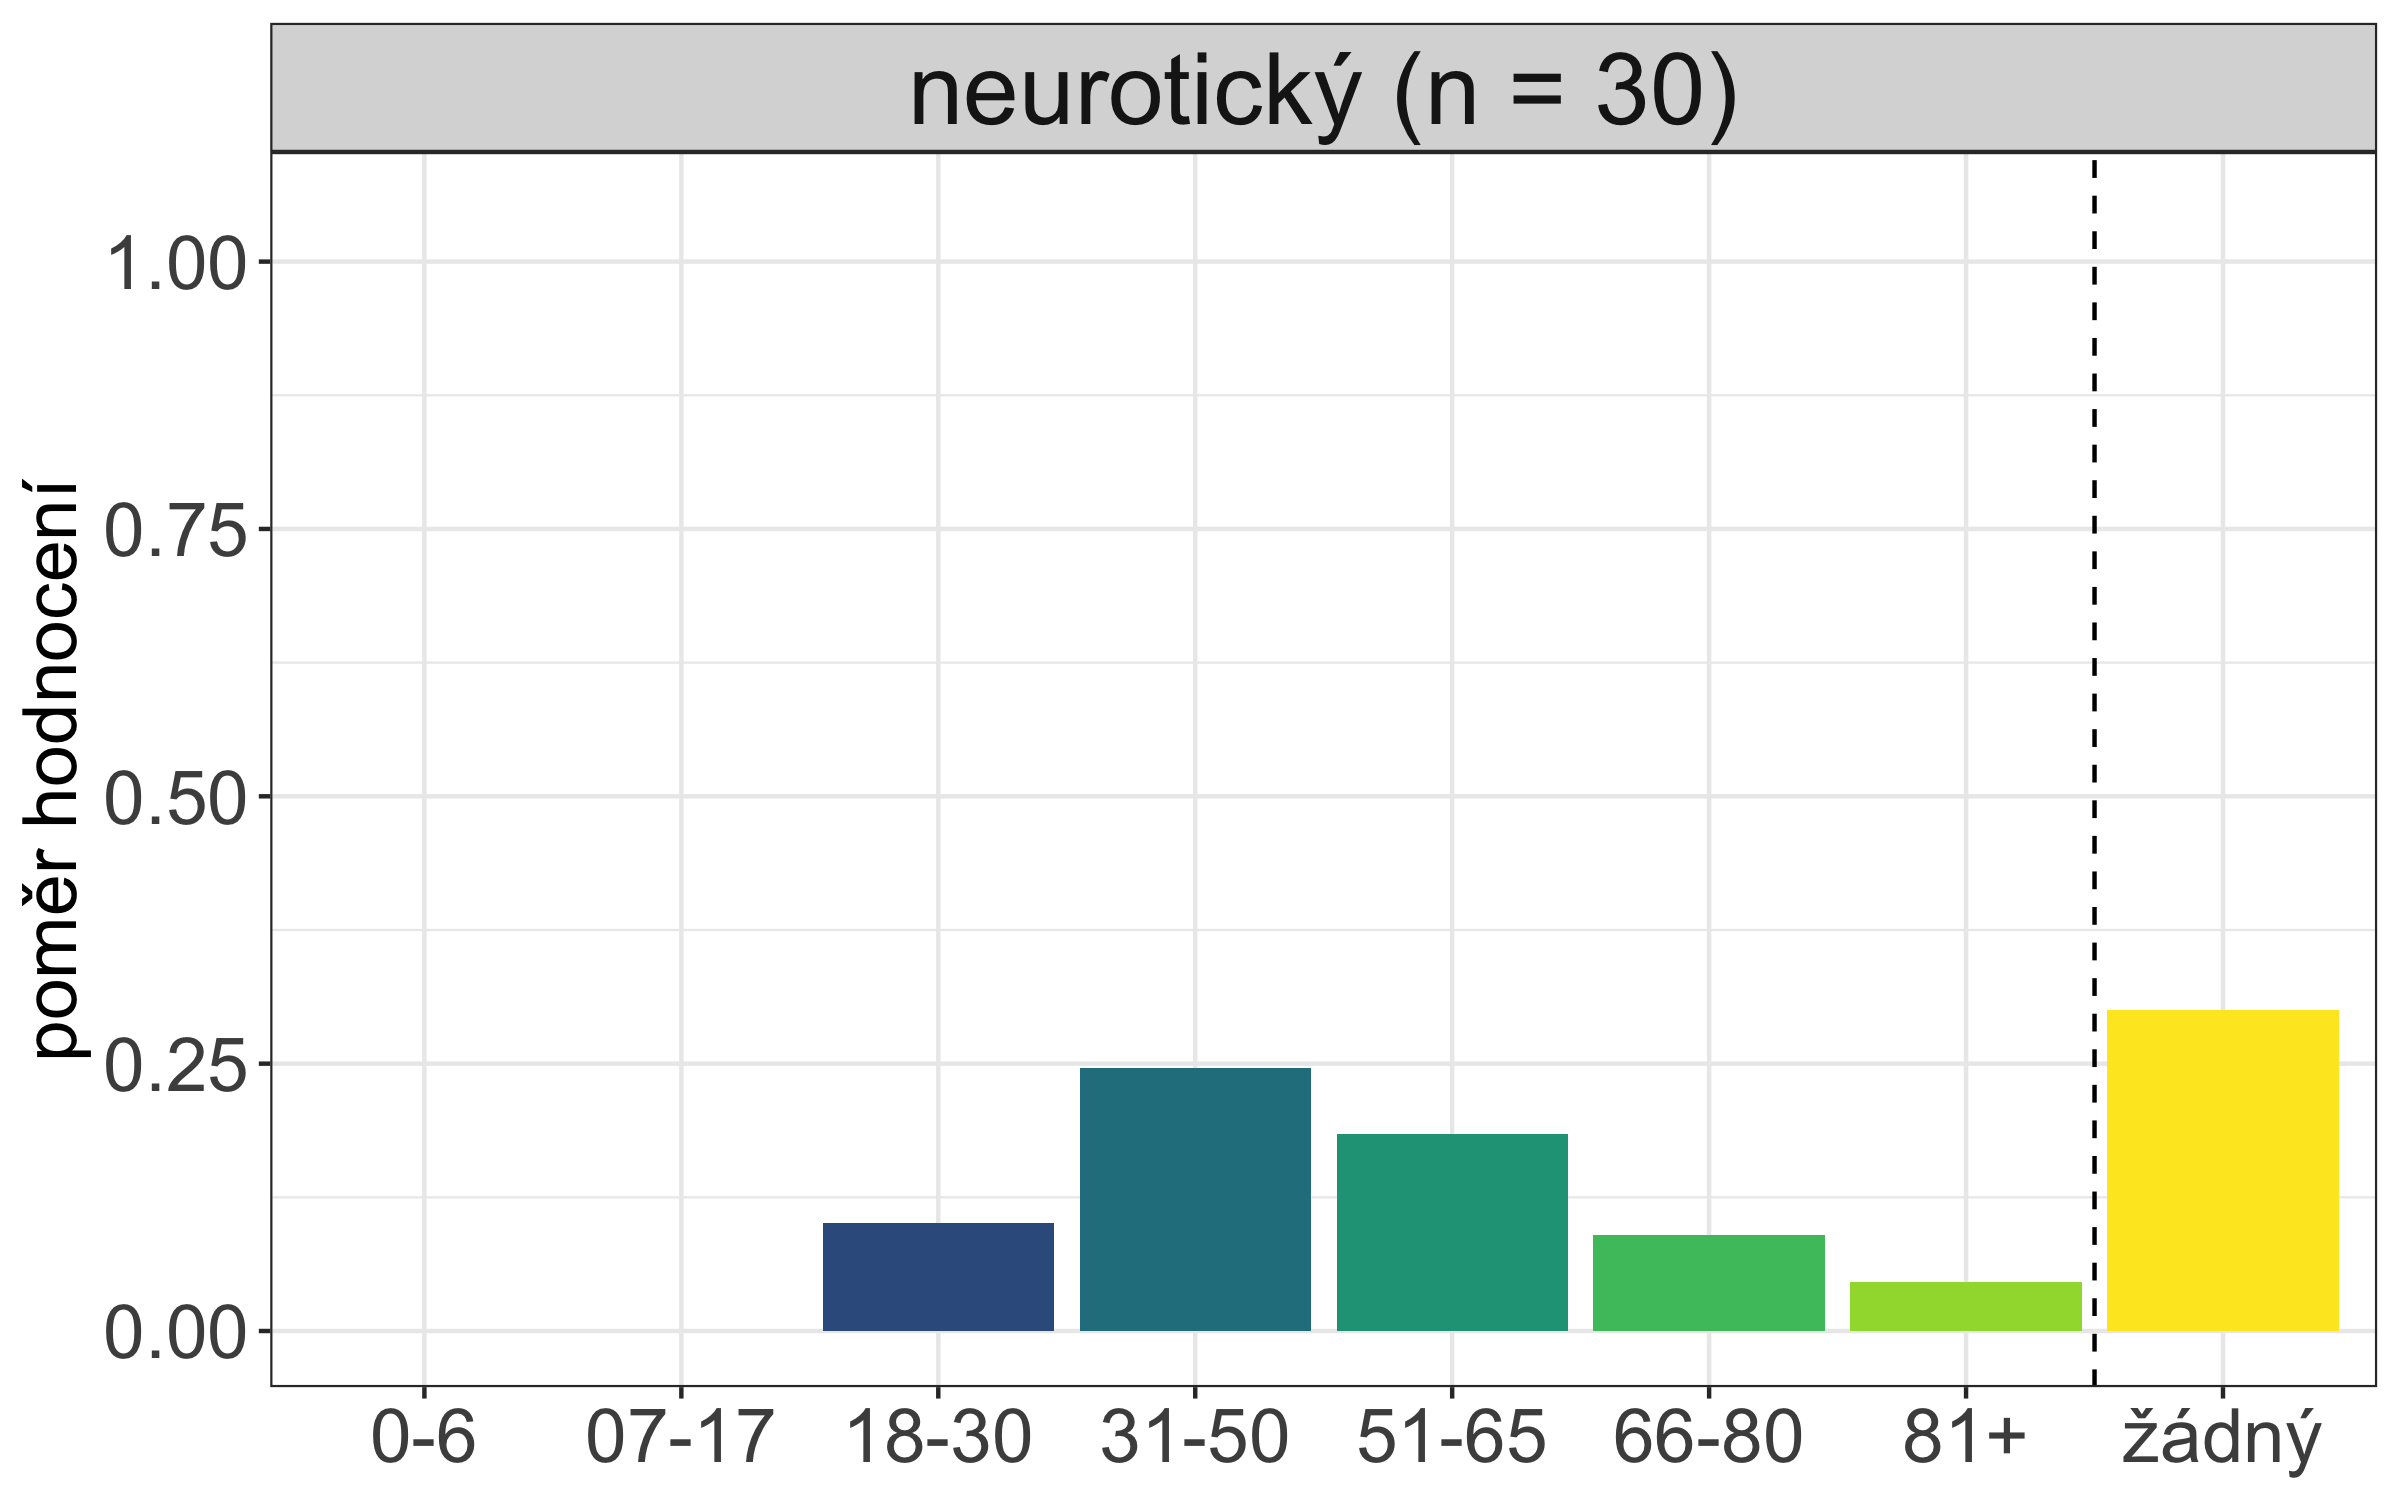 neurotický (n = 30)
poměr hodnocení
1.00
0.75
0.50
0.25
0.00
0-6 07-17 18-30 31-50 51-65 66-80 81+ žádný